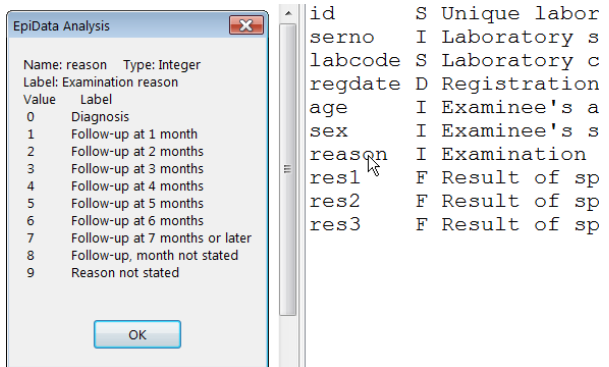 EpiData Analysis
Name: reason Type: Integer
Label: Examination reason
Value Label
0 Diagnosis
1 Follow-up at 1 month
2 Follow-up at 2 months
3 Follow-up at 3 months
4 Follow-up at 4 months
5 Follow-up at 5 months
6 Follow-up at 6 months
7 Follow-up at 7 months or later
8 Follow-up, month not stated
9 Reason not stated
OK
id S Unique labor
serno I Laboratory s
labcode S Laboratory c
regdate D Registration
age I Examinee's a
sex I Examinee's s
reason I Examination
res1 F Result of sp
res2 F Result of sp
res3 F Result of sp